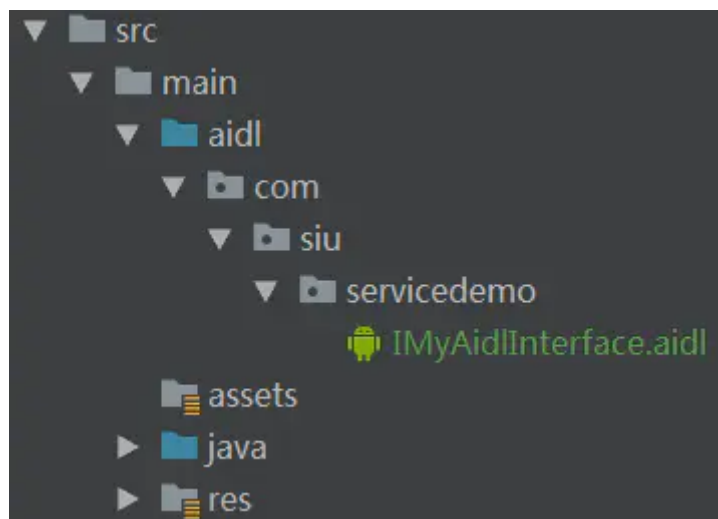 src
main
aidl
com
siu
servicedemo
IMyAidlInterface.aidl
assets
java
res